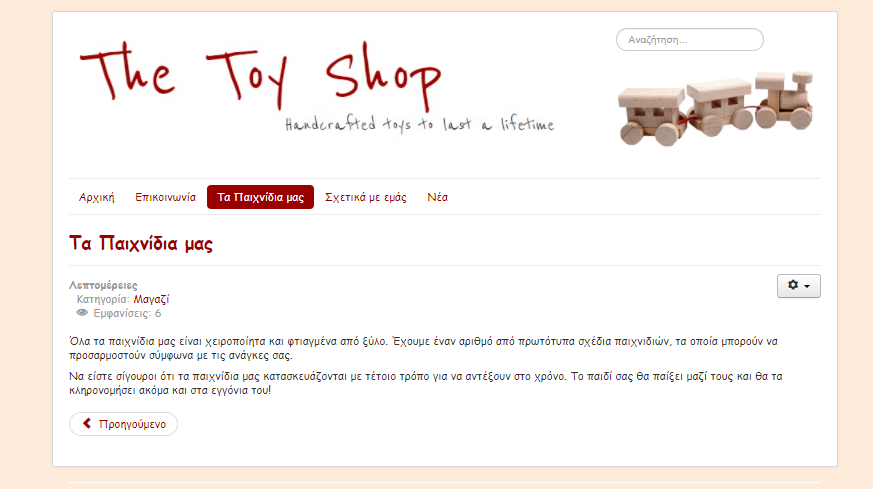 The Toy Shop
Handcrafted toys to last a lifetime
Αναζήτηση...
Αρχική Επικοινωνία Τα Παιχνίδια μας Σχετικά με εμάς Νέα
Τα Παιχνίδια μας
Λεπτομέρειες
Κατηγορία: Μαγαζί
Εμφανίσεις: 6
Όλα τα παιχνίδια μας είναι χειροποίητα και φτιαγμένα από ξύλο. Έχουμε έναν αριθμό από πρωτότυπα σχέδια παιχνιδιών, τα οποία μπορούν να
προσαρμοστούν σύμφωνα με τις ανάγκες σας.
Να είστε σίγουροι ότι τα παιχνίδια μας κατασκευάζονται με τέτοιο τρόπο για να αντέξουν στο χρόνο. Το παιδί σας θα παίξει μαζί τους και θα τα
κληρονομήσει ακόμα και στα εγγόνια του!
Προηγούμενο